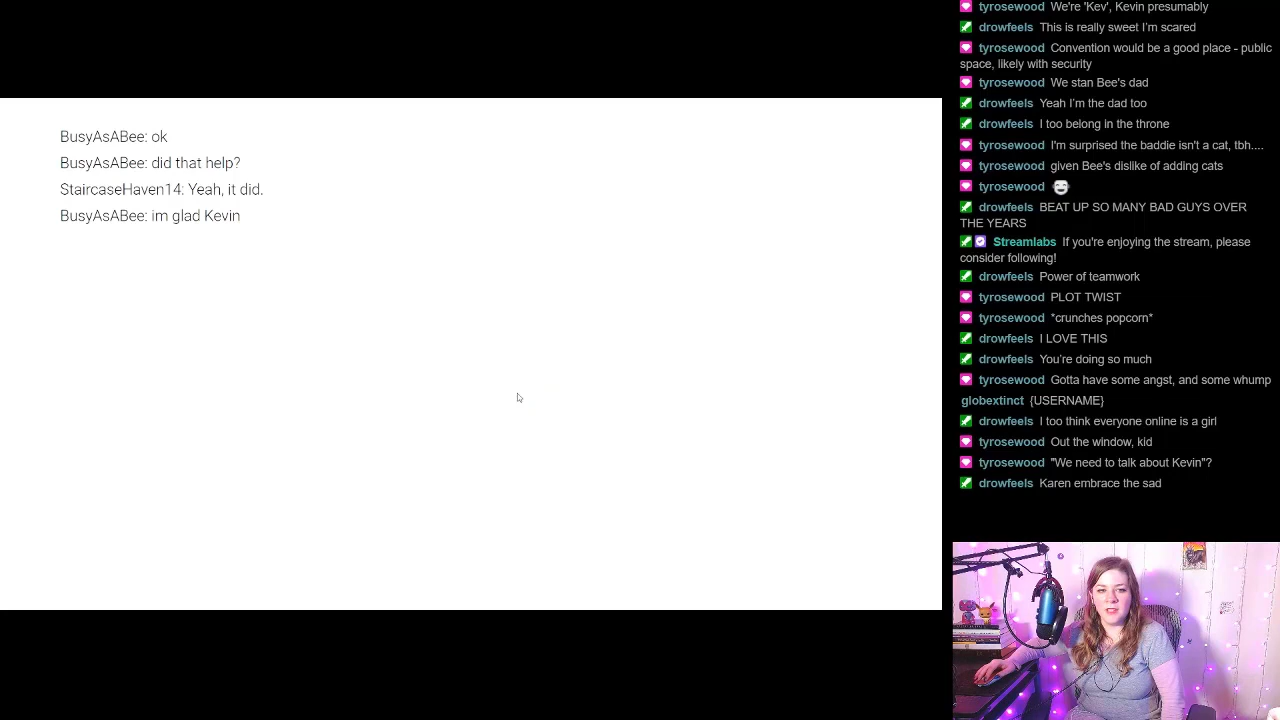 BusyAsABee: ok
BusyAsABee: did that help?
StaircaseHaven14: Yeah, it did.
BusyAsABee: im glad Kevin
tyrosewood We're 'Kev', Kevin presumably
drowfeels This is really sweet I'm scared
tyrosewood Convention would be a good place - public
space, likely with security
tyrosewood We stan Bee's dad
drowfeels Yeah I'm the dad too
drowfeels I too belong in the throne
tyrosewood I'm surprised the baddie isn't a cat, tbh....
tyrosewood given Bee's dislike of adding cats
tyrosewood
drowfeels BEAT UP SO MANY BAD GUYS OVER
THE YEARS
Streamlabs If you're enjoying the stream, please
consider following!
drowfeels Power of teamwork
tyrosewood PLOT TWIST
tyrosewood *crunches popcorn*
drowfeels I LOVE THIS
drowfeels You're doing so much
tyrosewood Gotta have some angst, and some whump
globextinct {USERNAME}
drowfeels I too think everyone online is a girl
tyrosewood Out the window, kid
tyrosewood "We need to talk about Kevin"?
drowfeels Karen embrace the sad